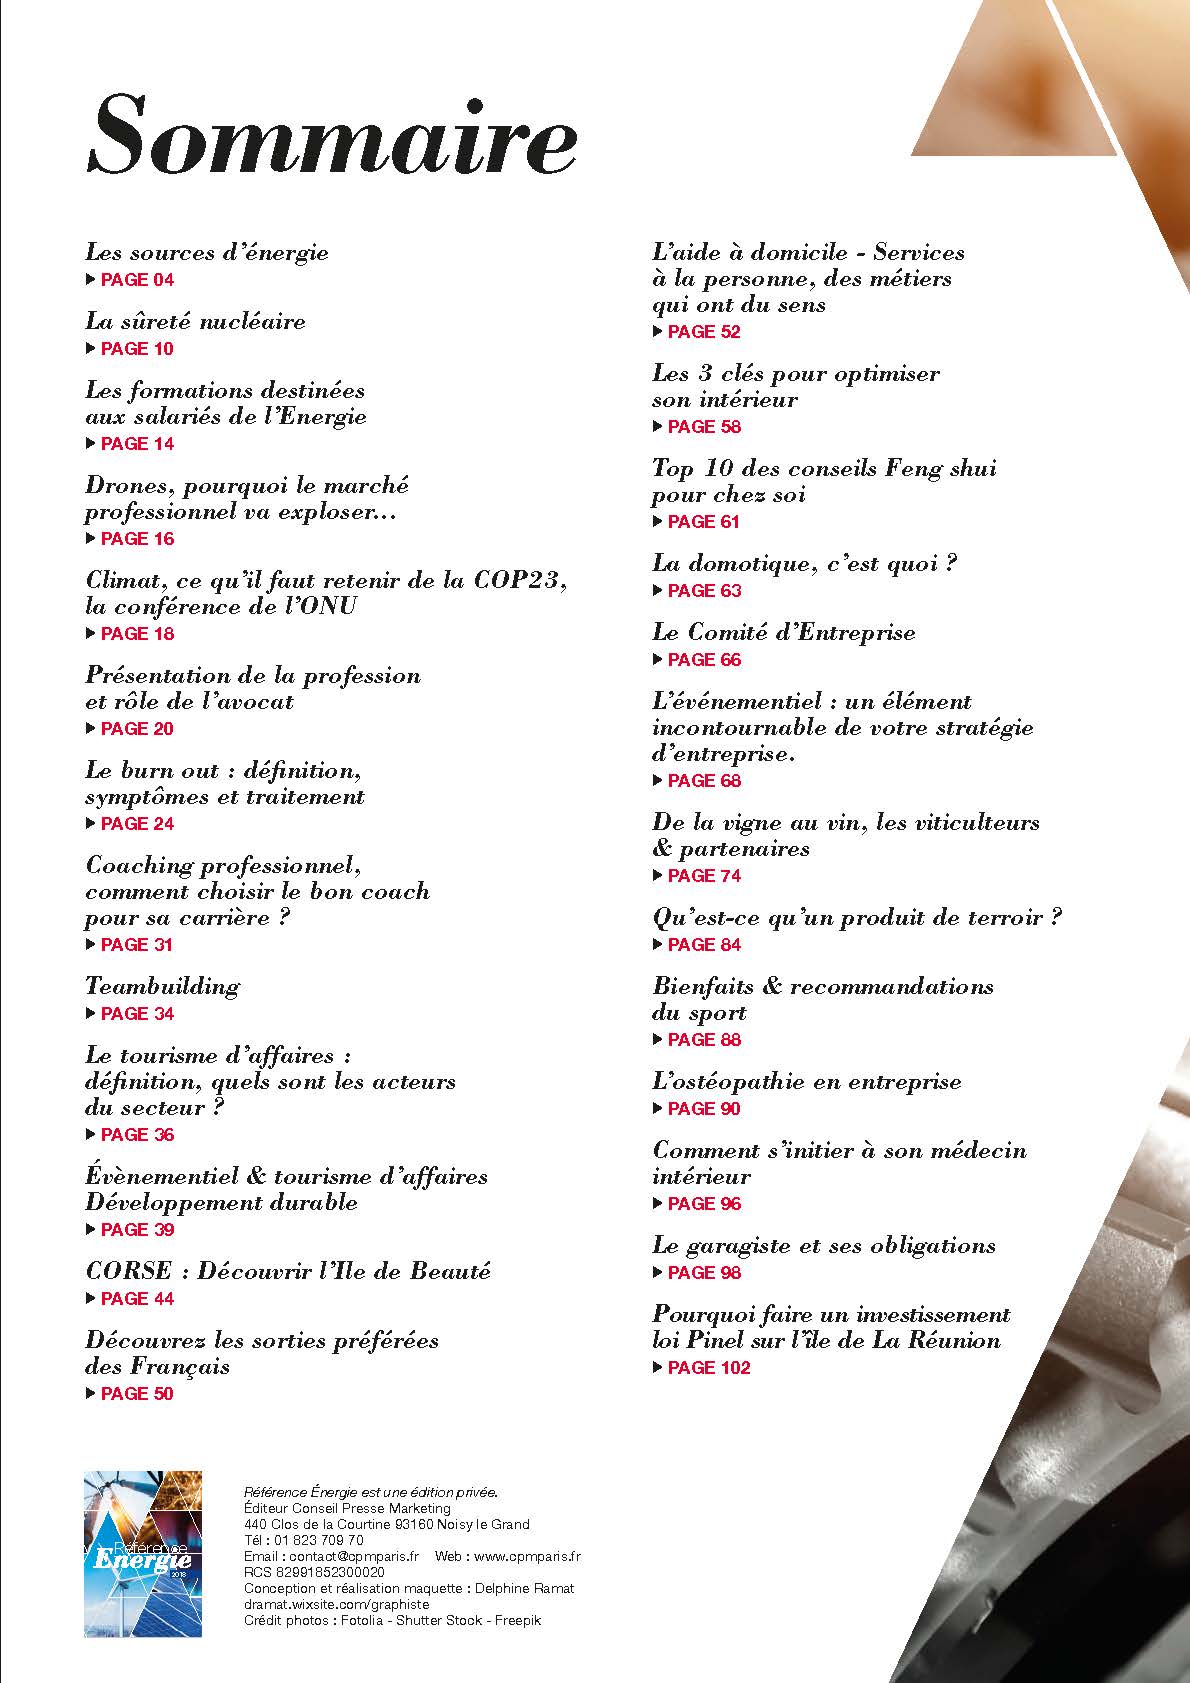 Sommaire
Les sources d’énergie
PAGE 04
La sûreté nucléaire
PAGE 10
Les formations destinées
aux salariés de l’Energie
PAGE 14
Drones, pourquoi le marché
professionnel va exploser...
PAGE 16
Climat, ce qu’il faut retenir de la COP23,
la conférence de l’ONU
PAGE 18
Présentation de la profession
et rôle de l’avocat
PAGE 20
Le burn out : définition,
symptômes et traitement
PAGE 24
Coaching professionnel,
comment choisir le bon coach
pour sa carrière ?
PAGE 31
Teambuilding
PAGE 34
Le tourisme d’affaires :
définition, quels sont les acteurs
du secteur ?
PAGE 36
Évènementiel & tourisme d’affaires
Développement durable
PAGE 39
CORSE : Découvrir l’Ile de Beauté
PAGE 44
Découvrez les sorties préférées
des Français
PAGE 50
L’aide à domicile - Services
à la personne, des métiers
qui ont du sens
PAGE 52
Les 3 clés pour optimiser
son intérieur
PAGE 58
Top 10 des conseils Feng shui
pour chez soi
PAGE 61
La domotique, c’est quoi ?
PAGE 63
Le Comité d’Entreprise
PAGE 66
L’événementiel : un élément
incontournable de votre stratégie
d’entreprise.
PAGE 68
De la vigne au vin, les viticulteurs
& partenaires
PAGE 74
Qu’est-ce qu’un produit de terroir ?
PAGE 84
Bienfaits & recommandations
du sport
PAGE 88
L’ostéopathie en entreprise
PAGE 90
Comment s’initier à son médecin
intérieur
PAGE 96
Le garagiste et ses obligations
PAGE 98
Pourquoi faire un investissement
loi Pinel sur l’île de La Réunion
PAGE 102
Référence
Énergie
2018
Référence Énergie est une édition privée.
Éditeur Conseil Presse Marketing
440 Clos de la Courtine 93160 Noisy le Grand
Tél : 01 823 709 70
Email : contact@cpmparis.fr Web : www.cpmparis.fr
RCS 82991852300020
Conception et réalisation maquette : Delphine Ramat
dramat.wixsite.com/graphiste
Crédit photos : Fotolia - Shutter Stock - Freepik